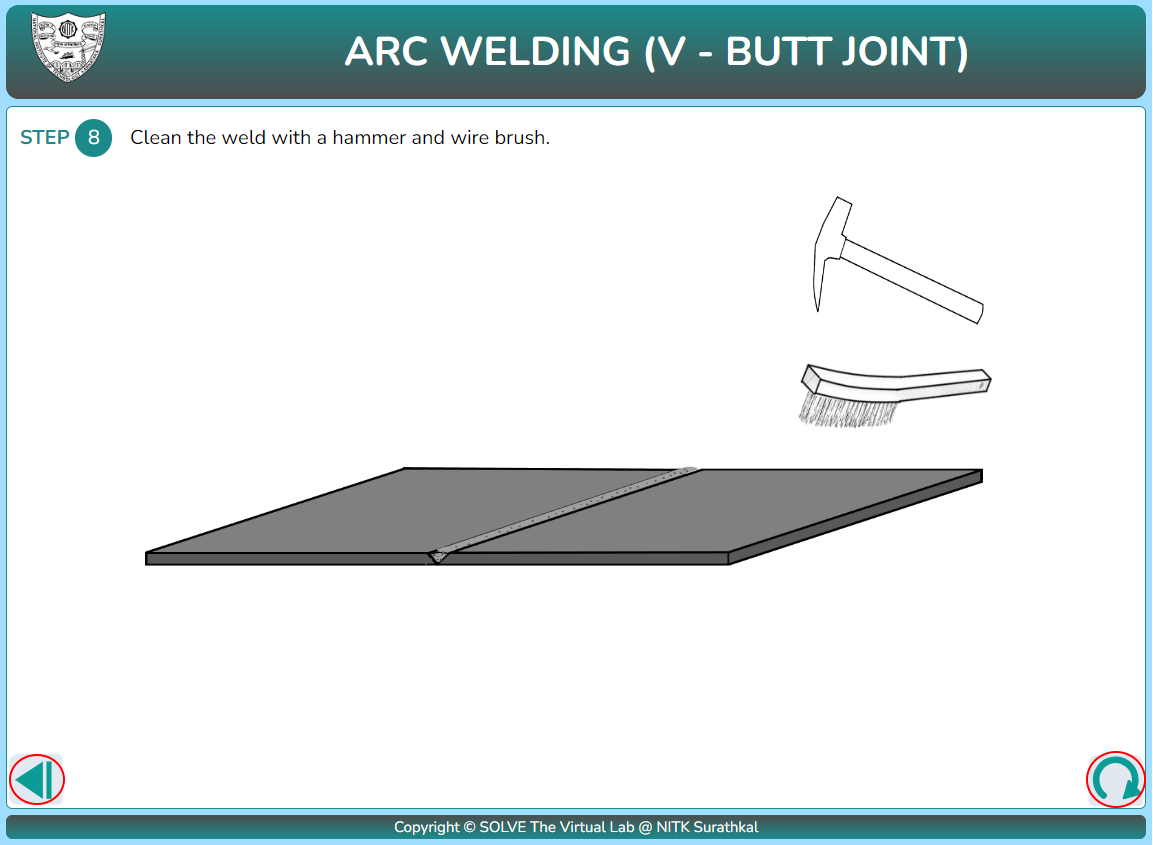 ARC WELDING (V - BUTT JOINT)
STEP 8 Clean the weld with a hammer and wire brush.
Copyright © SOLVE The Virtual Lab @ NITK Surathkal